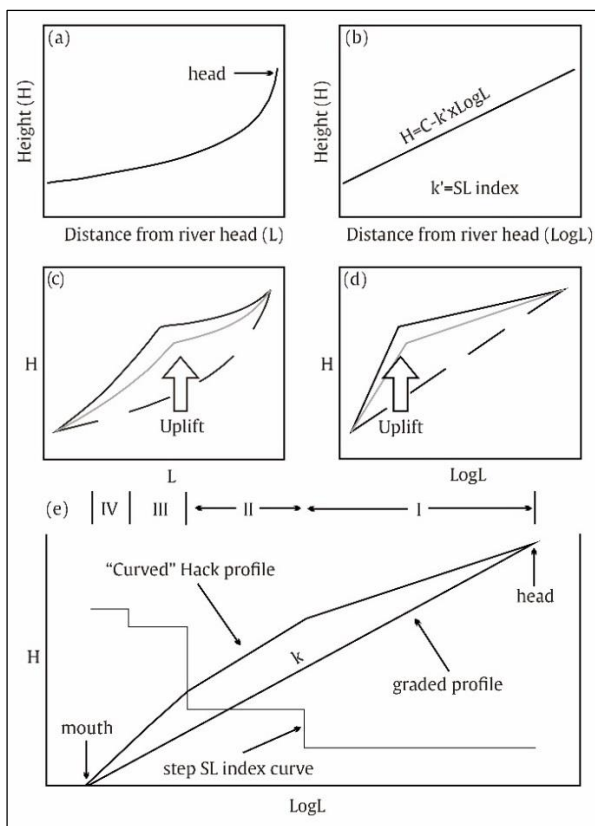 (a)
head
Height (H)
Distance from river head (L)
(b)
H=C-k'xLogL
k'=SL index
Height (H)
Distance from river head (LogL)
(c)
H
Uplift
L
(d)
H
Uplift
LogL
(e)
IV
III
II
I
"Curved" Hack profile
head
H
k
graded profile
mouth
step SL index curve
LogL